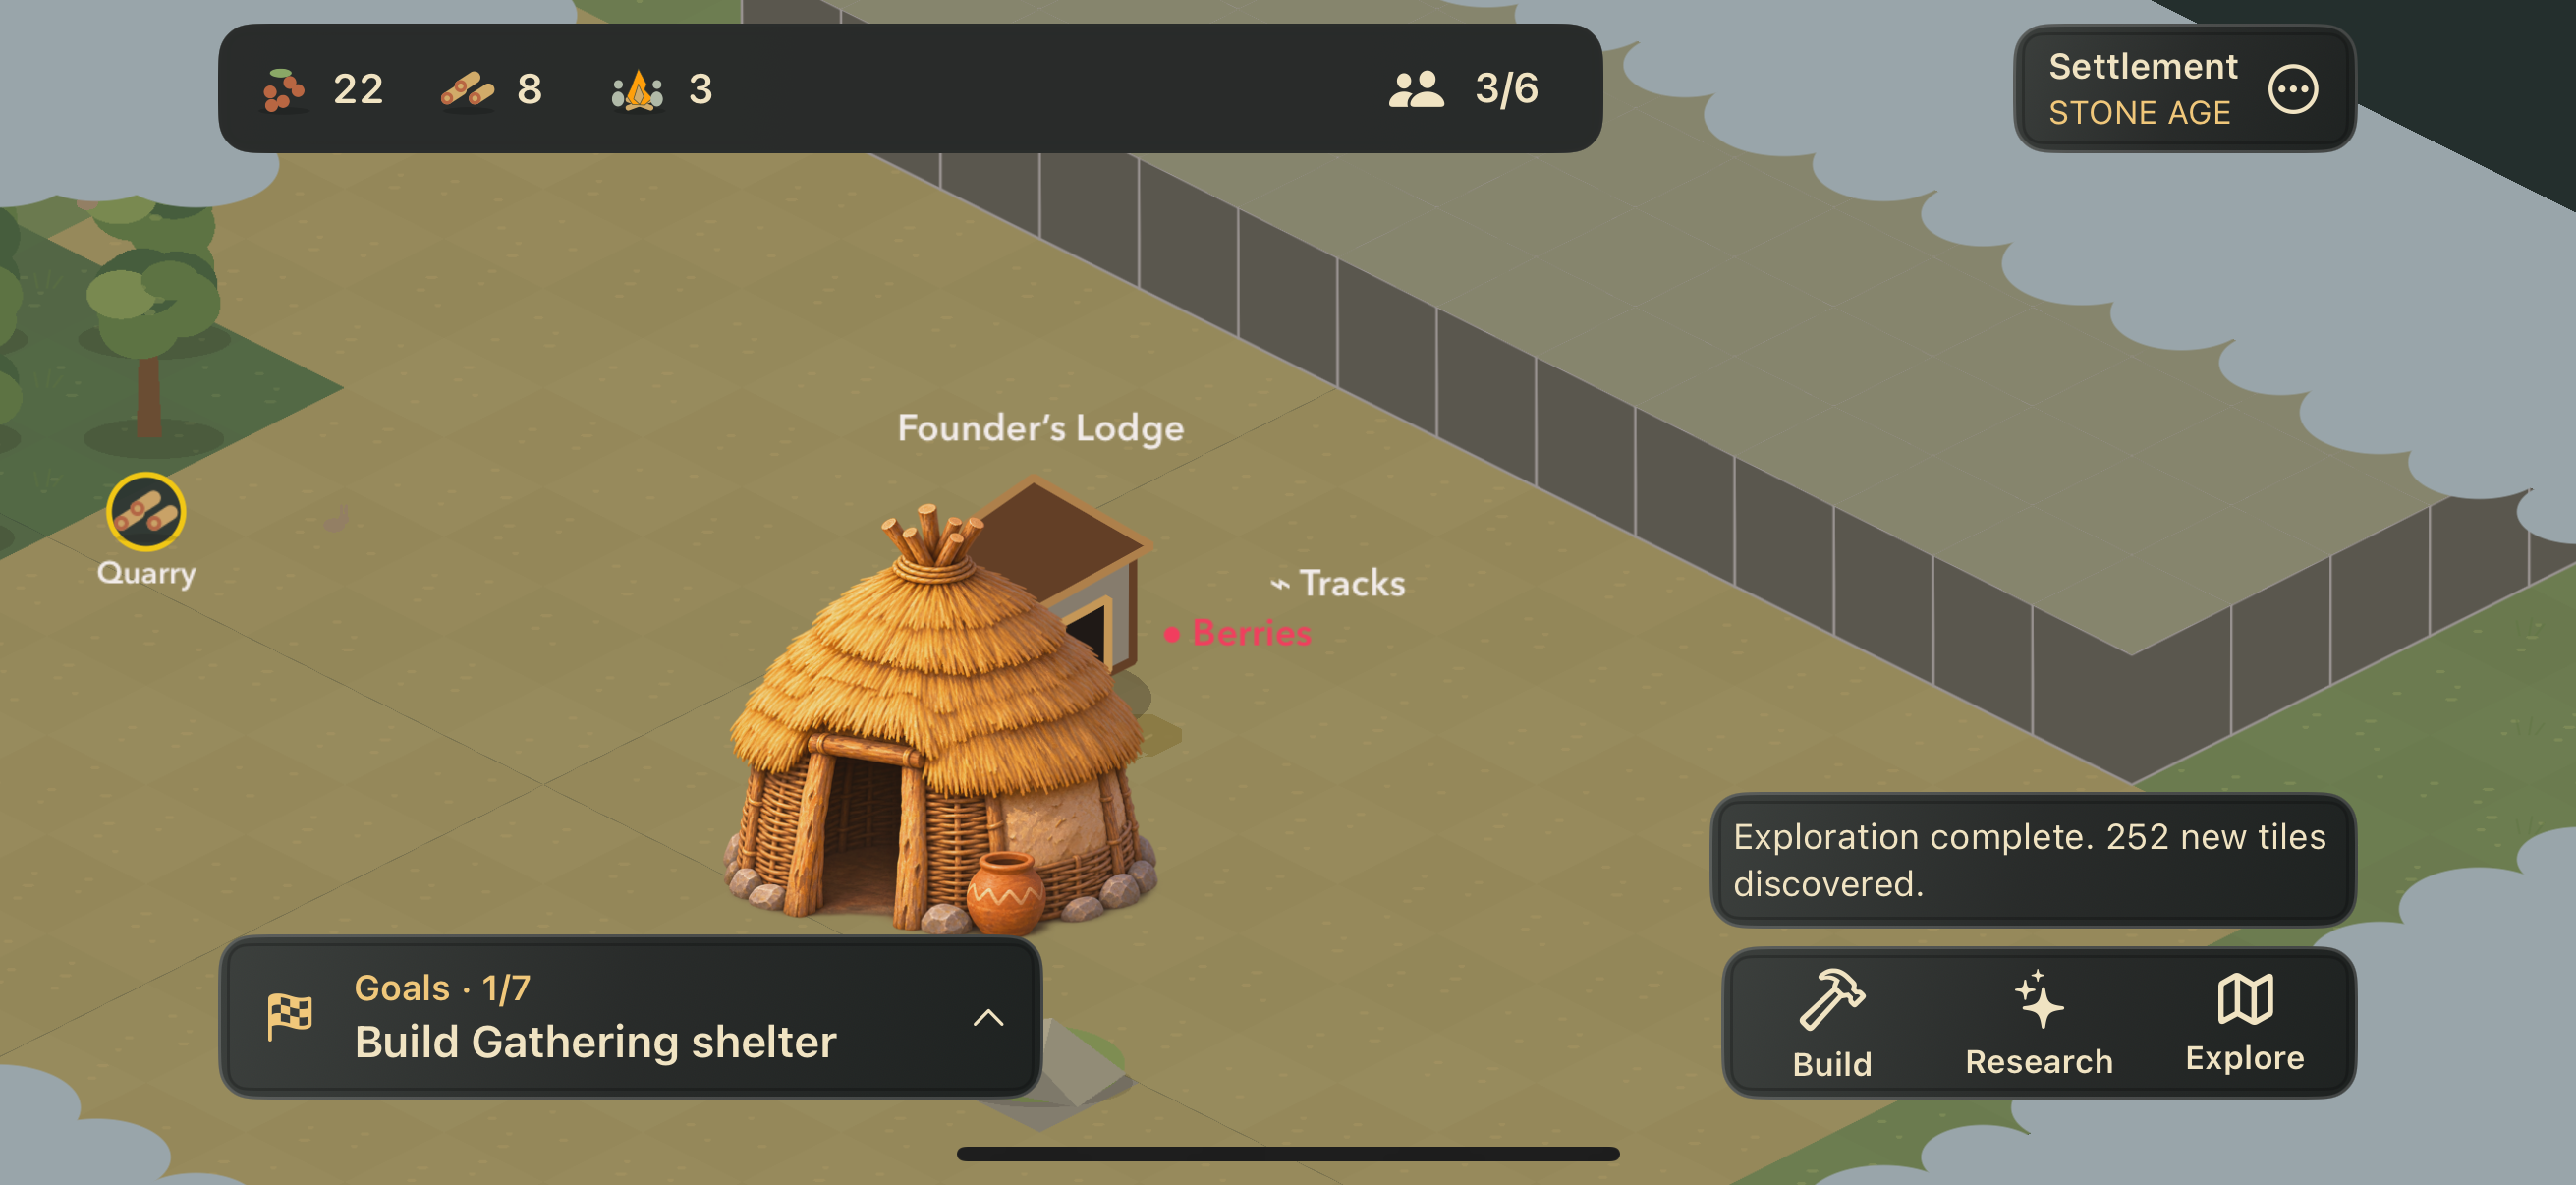 22
8
3
3/6
Settlement
STONE AGE
Founder's Lodge
Quarry
Tracks
Berries
Exploration complete. 252 new tiles
discovered.
Goals · 1/7
Build Gathering shelter
Build
Research
Explore